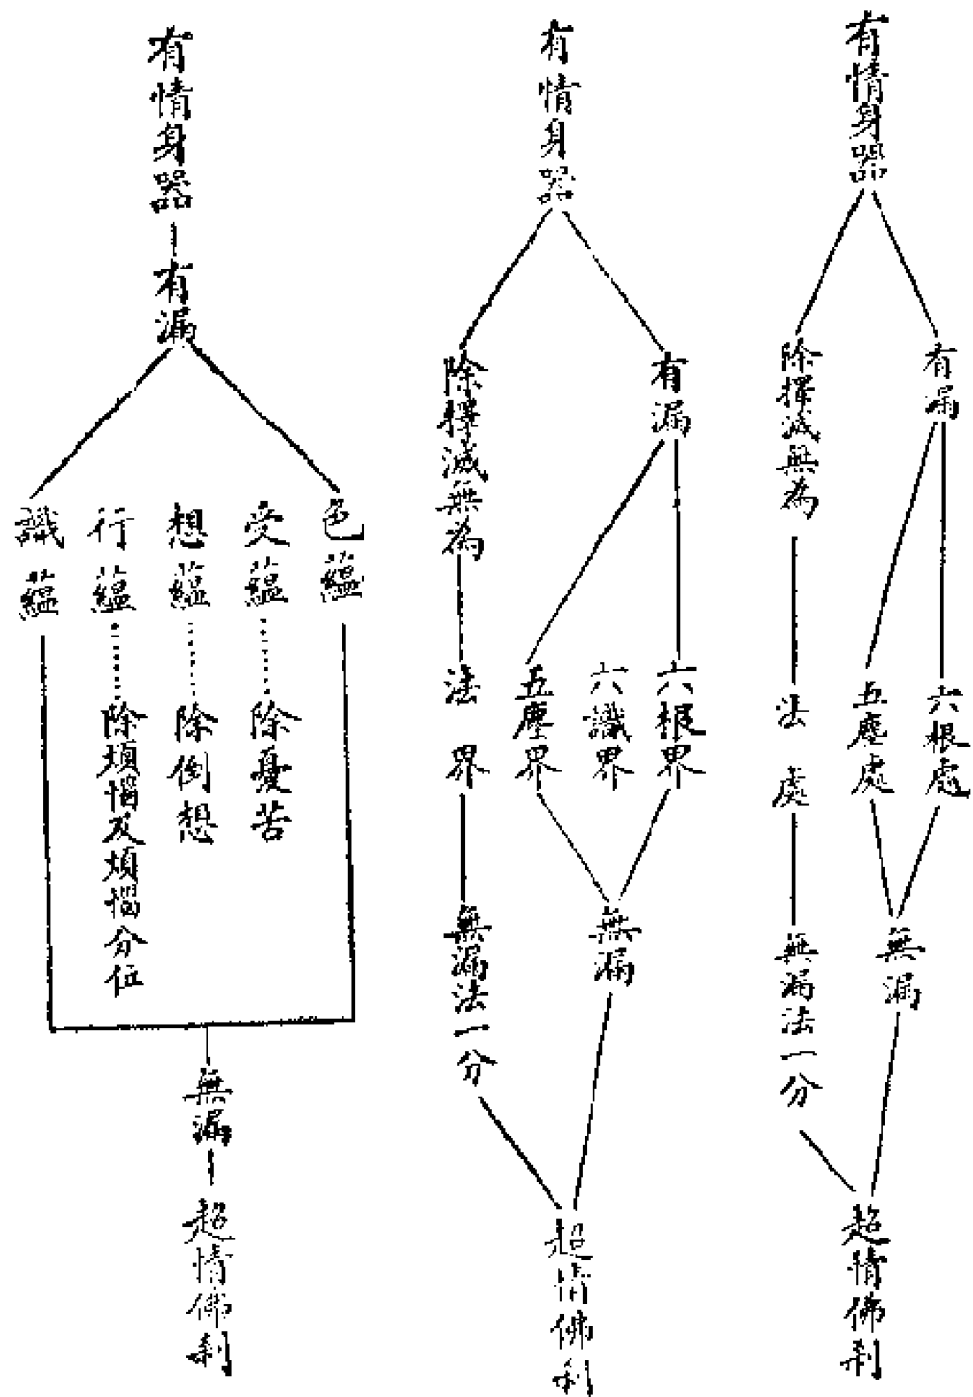 有情身器
有漏
除擇滅無為
六根處
五塵處
法處
無漏
無漏法一分
超情佛剎
有情身器
有漏
除擇滅無為
六根界
六識界
五塵界
法界
無漏
無漏法一分
超情佛剎
有情身器
有漏
色蘊
受蘊
想蘊
行蘊
識蘊
除憂苦
除倒想
除煩惱及煩惱分位
無漏
超情佛剎